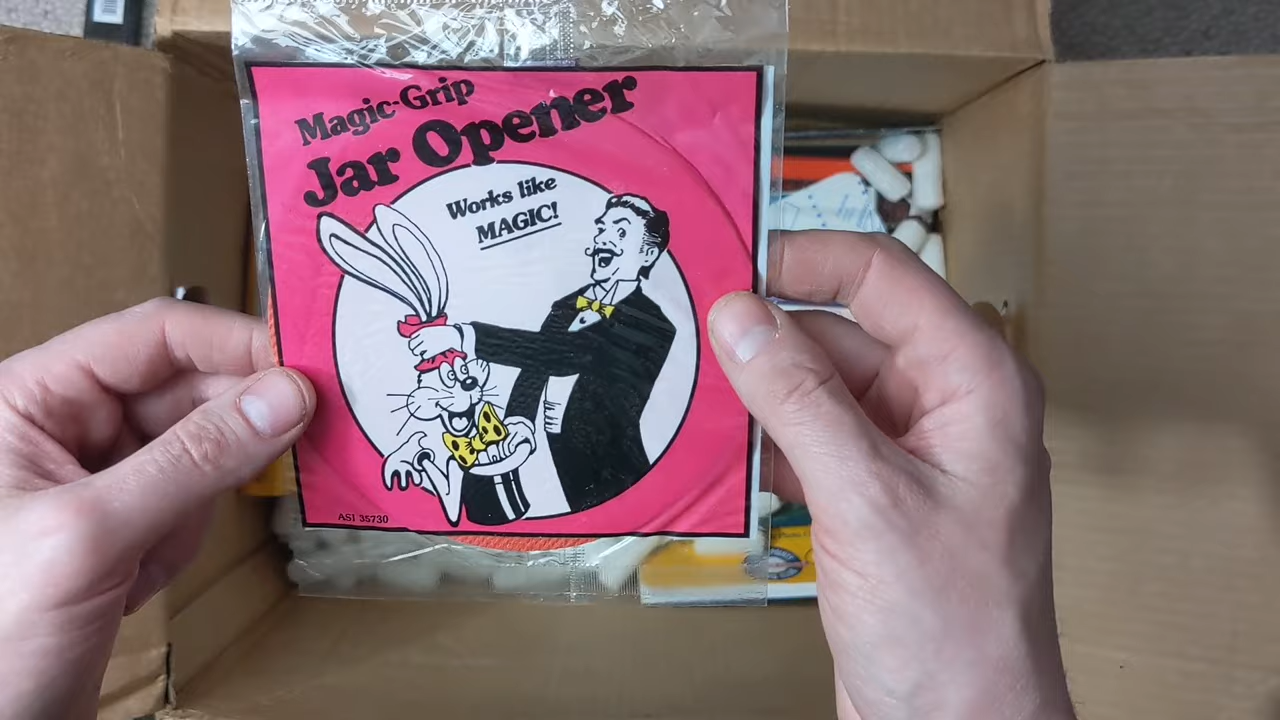 Magic-Grip
Jar Opener
Works like
MAGIC!
ASI 35730